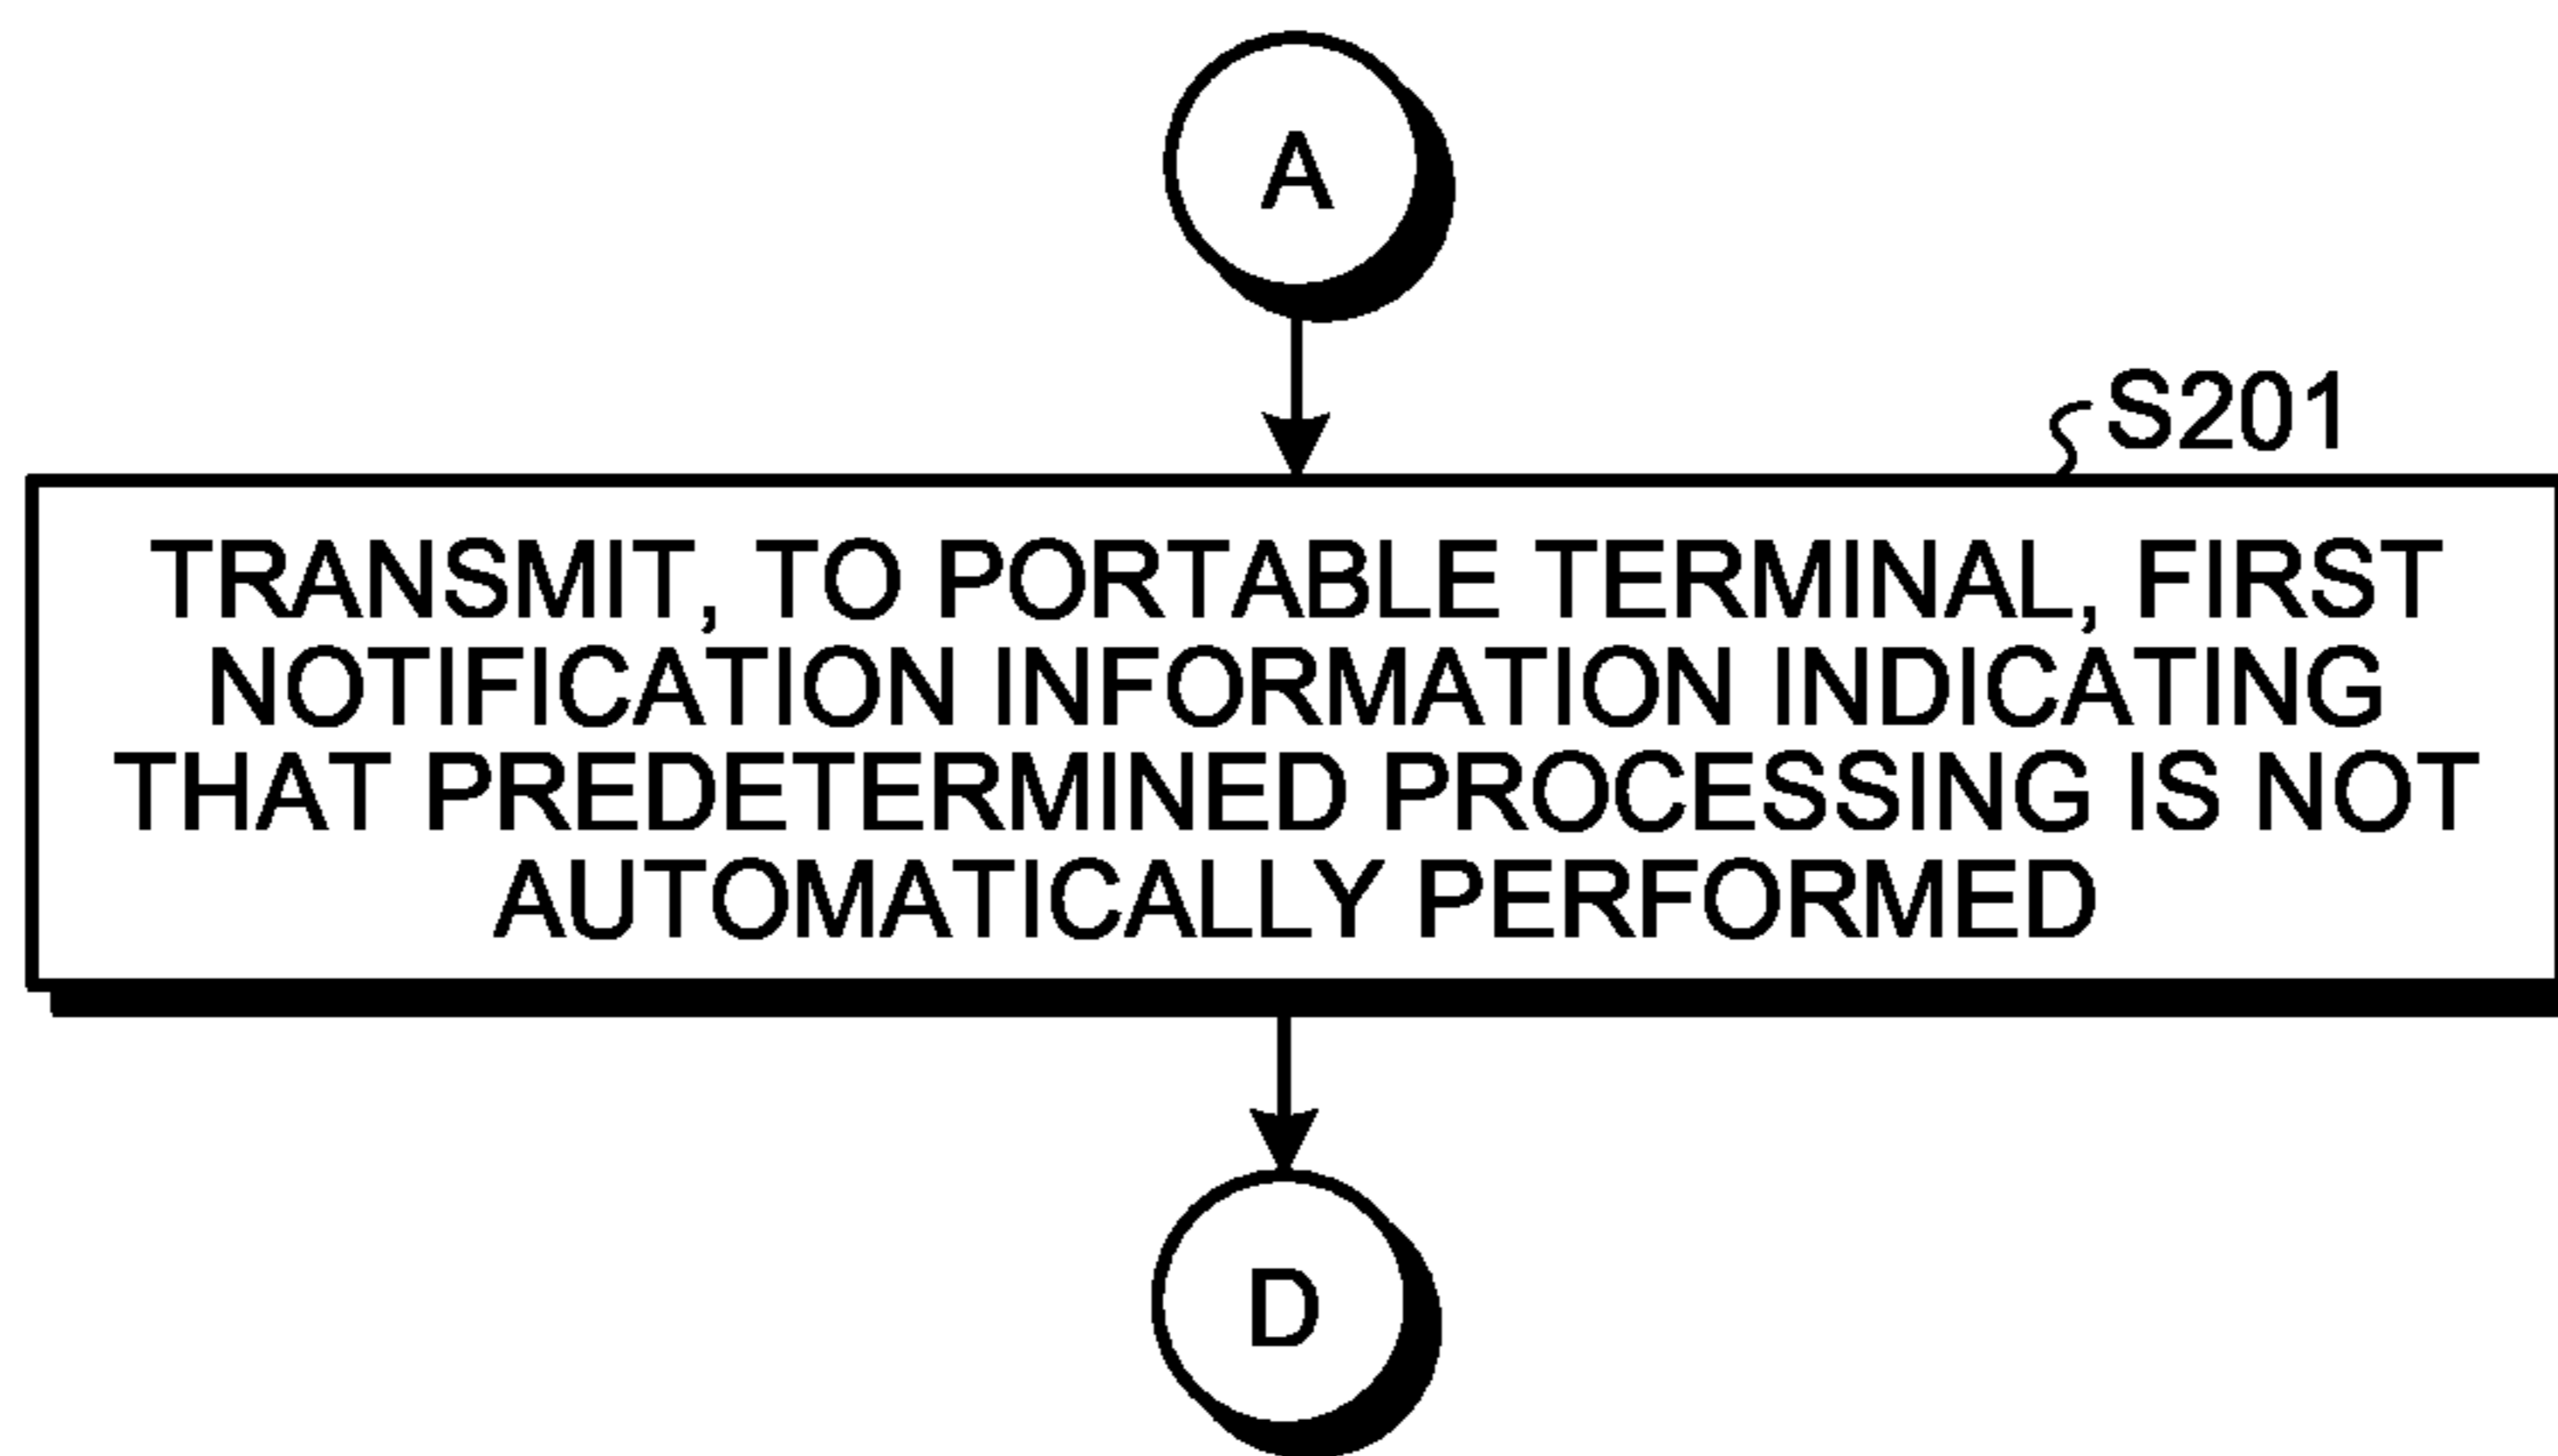 A
S201
TRANSMIT, TO PORTABLE TERMINAL, FIRST
NOTIFICATION INFORMATION INDICATING
THAT PREDETERMINED PROCESSING IS NOT
AUTOMATICALLY PERFORMED
D